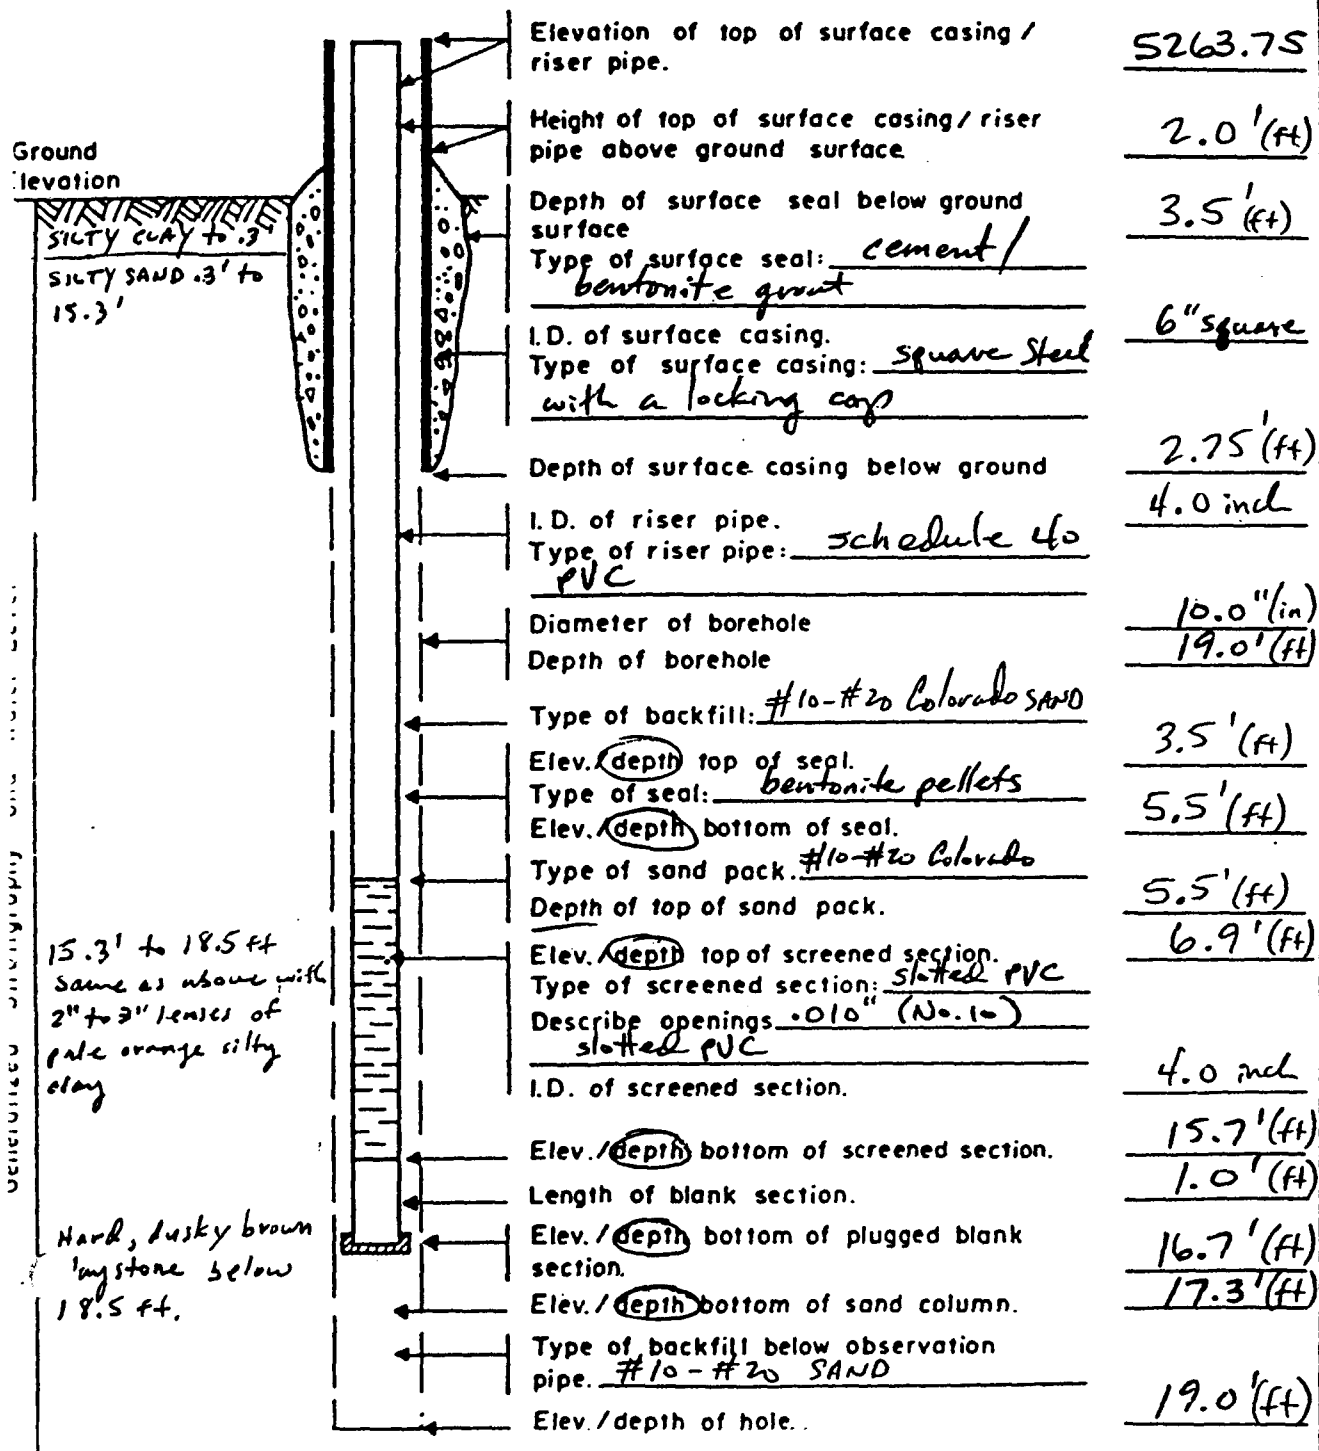 Elevation of top of surface casing /
riser pipe.
5263.75
Height of top of surface casing / riser
pipe above ground surface
2.0'(ft)
Ground
levation
SILTY CLAY to .3'
SILTY SAND .3' to
15.3'
Depth of surface seal below ground
surface
3.5'(ft)
Type of surface seal: cement/
bentonite grout
I.D. of surface casing.
6" square
Type of surface casing: square Steel
with a locking cap
Depth of surface casing below ground
2.75'(ft)
I.D. of riser pipe.
4.0 inch
Type of riser pipe: schedule 40
PVC
Diameter of borehole
10.0"(in)
Depth of borehole
19.0'(ft)
Type of backfill: #10-#20 Colorado SAND
Elev./depth top of seal.
3.5'(ft)
Type of seal: bentonite pellets
Elev./depth bottom of seal.
5.5'(ft)
Type of sand pack. #10-#20 Colorado
Depth of top of sand pack.
5.5'(ft)
Elev./depth top of screened section.
6.9'(ft)
Type of screened section: slotted PVC
Describe openings .010" (No.10)
slotted PVC
I.D. of screened section.
4.0 inch
15.3' to 18.5 ft
same as above with
2" to 3" lenses of
pale orange silty
clay
Elev./depth bottom of screened section.
15.7'(ft)
Length of blank section.
1.0'(ft)
Elev./depth bottom of plugged blank
section.
16.7'(ft)
Elev./depth bottom of sand column.
17.3'(ft)
Hard, dusky brown
laystone below
18.5 ft.
Type of backfill below observation
pipe. #10-#20 SAND
Elev./depth of hole..
19.0'(ft)